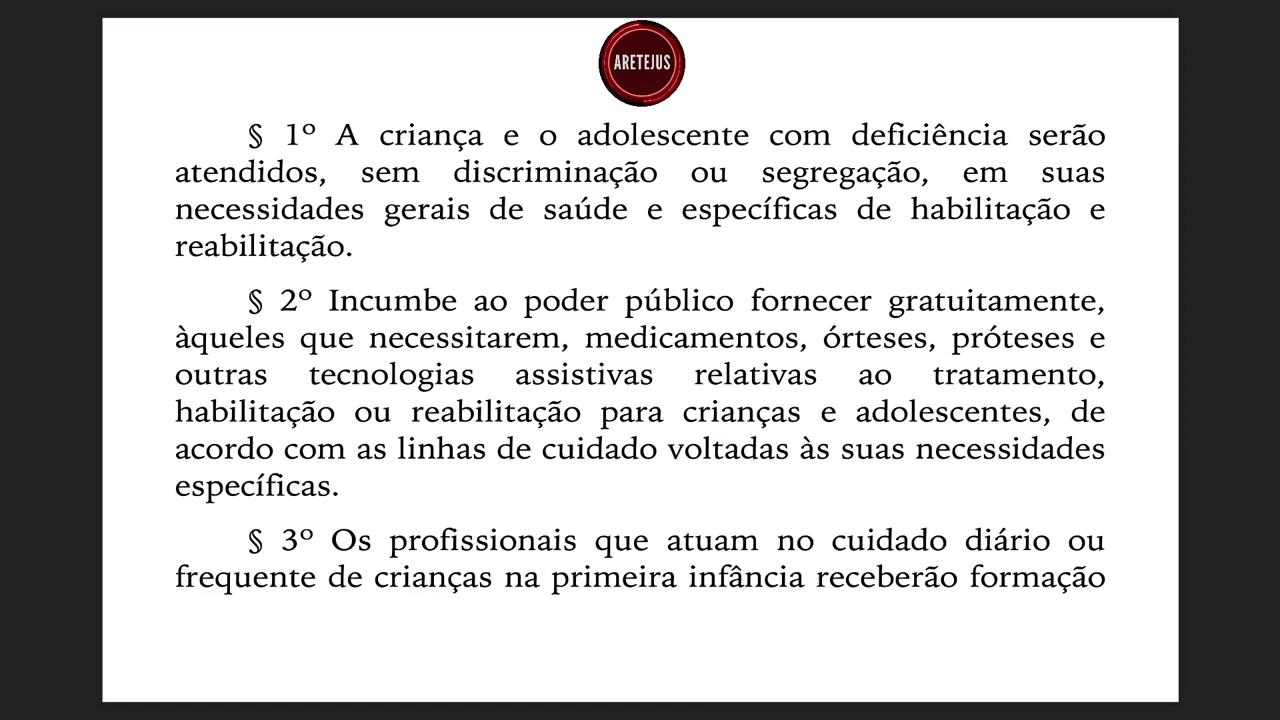 ARETEJUS
§ 1º A criança e o adolescente com deficiência serão
atendidos, sem discriminação ou segregação, em suas
necessidades gerais de saúde e específicas de habilitação e
reabilitação.
§ 2º Incumbe ao poder público fornecer gratuitamente,
àqueles que necessitarem, medicamentos, órteses, próteses e
outras tecnologias assistivas relativas ao tratamento,
habilitação ou reabilitação para crianças e adolescentes, de
acordo com as linhas de cuidado voltadas às suas necessidades
específicas.
§ 3º Os profissionais que atuam no cuidado diário ou
frequente de crianças na primeira infância receberão formação